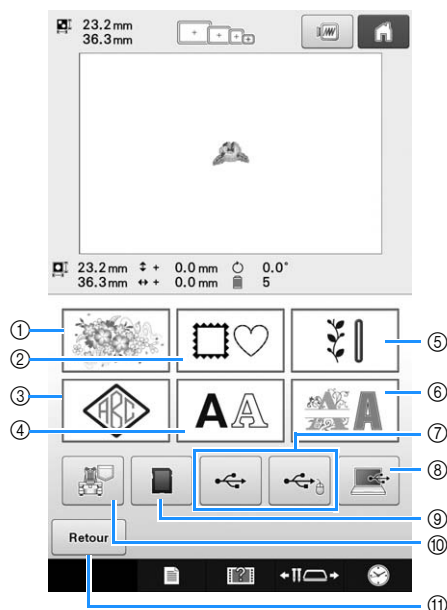 23.2 mm
36.3 mm
23.2 mm ↕ + 0.0 mm 0.0°
36.3 mm ↔ + 0.0 mm 5
①
②
③
ABC
④
A A
⑤
⑥
A
⑦
⑧
⑨
⑩
Retour
?
⑪